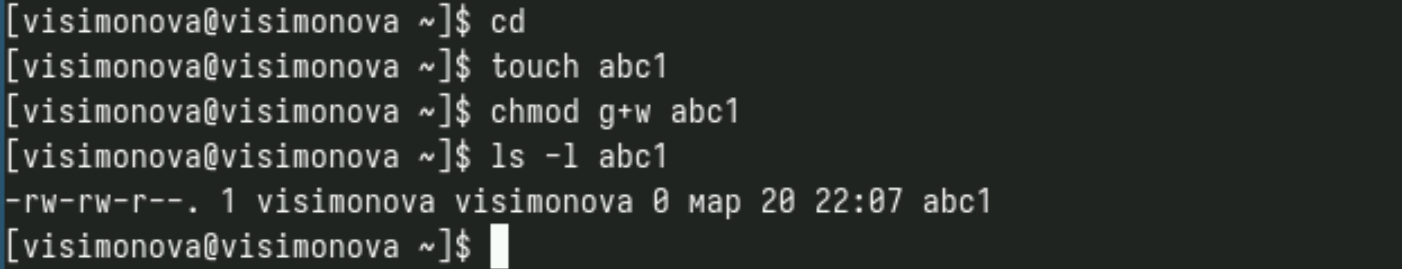 [visimonova@visimonova ~]$ cd
[visimonova@visimonova ~]$ touch abc1
[visimonova@visimonova ~]$ chmod g+w abc1
[visimonova@visimonova ~]$ ls -l abc1
-rw-rw-r--. 1 visimonova visimonova 0 мар 20 22:07 abc1
[visimonova@visimonova ~]$